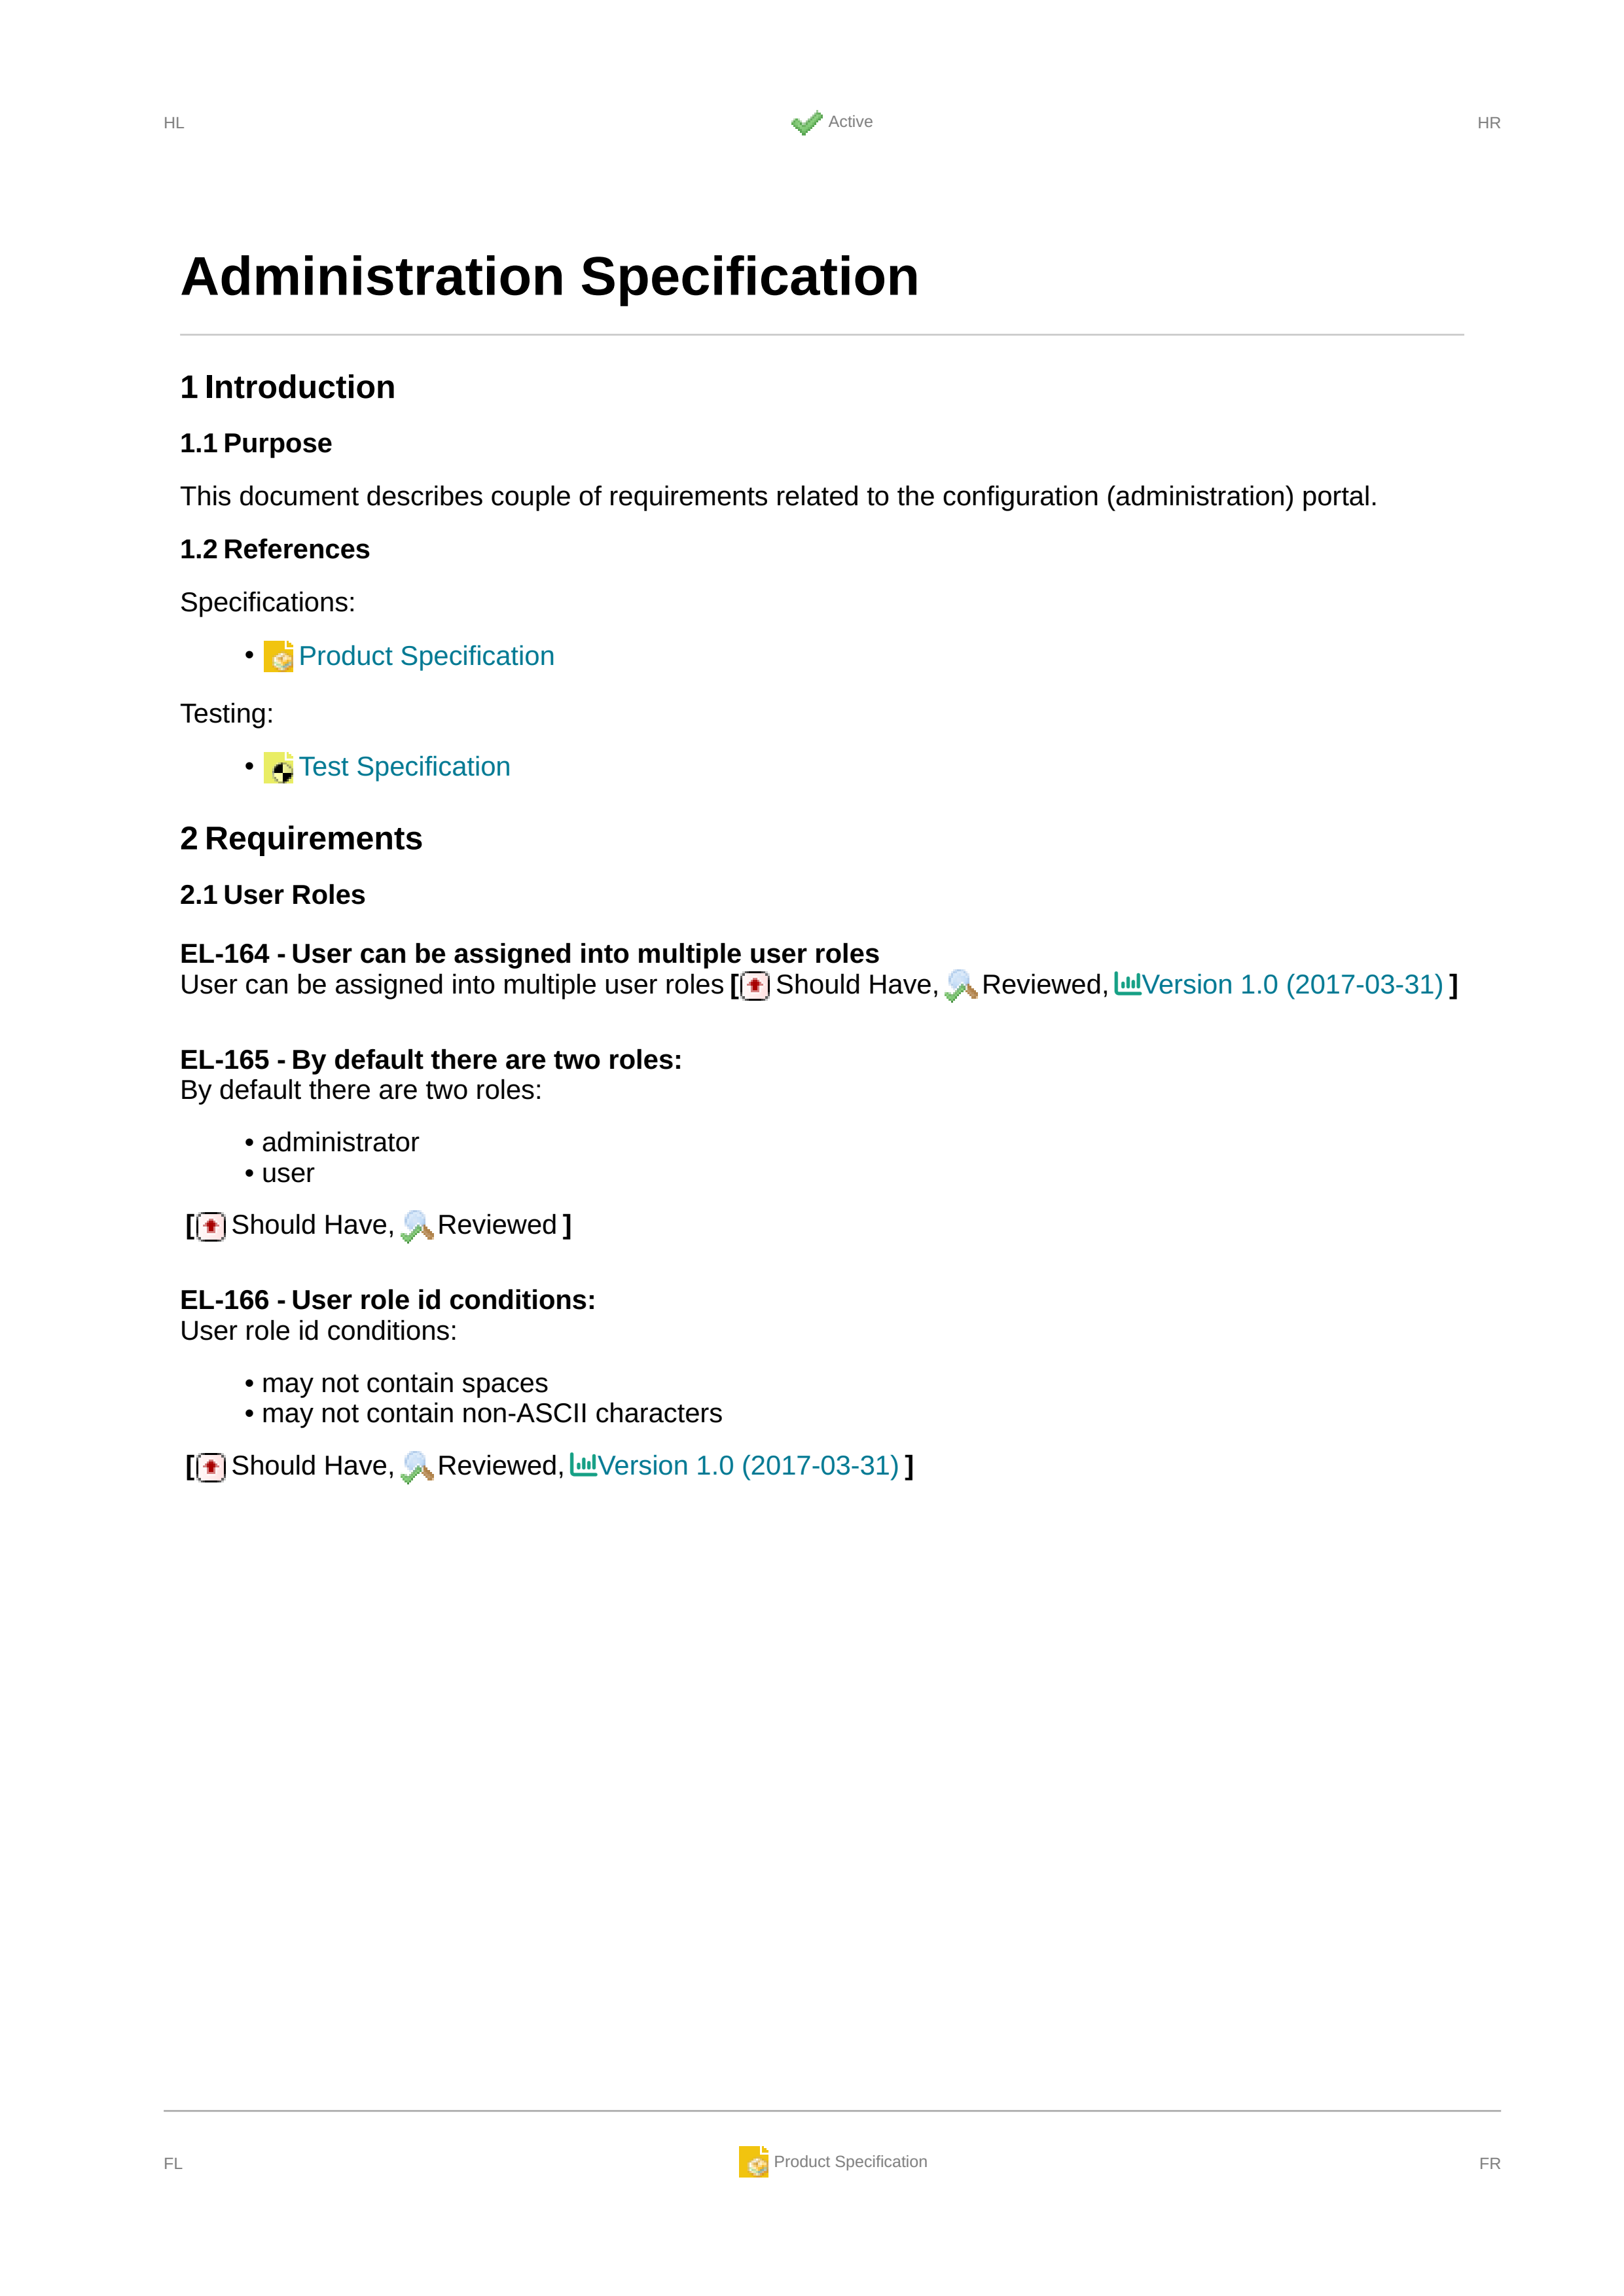 HL
Active
HR
Administration Specification
1 Introduction
1.1 Purpose
This document describes couple of requirements related to the configuration (administration) portal.
1.2 References
Specifications:
• Product Specification
Testing:
• Test Specification
2 Requirements
2.1 User Roles
EL-164 - User can be assigned into multiple user roles
User can be assigned into multiple user roles [ Should Have, Reviewed, Version 1.0 (2017-03-31) ]
EL-165 - By default there are two roles:
By default there are two roles:
• administrator
• user
[ Should Have, Reviewed ]
EL-166 - User role id conditions:
User role id conditions:
• may not contain spaces
• may not contain non-ASCII characters
[ Should Have, Reviewed, Version 1.0 (2017-03-31) ]
FL
Product Specification
FR